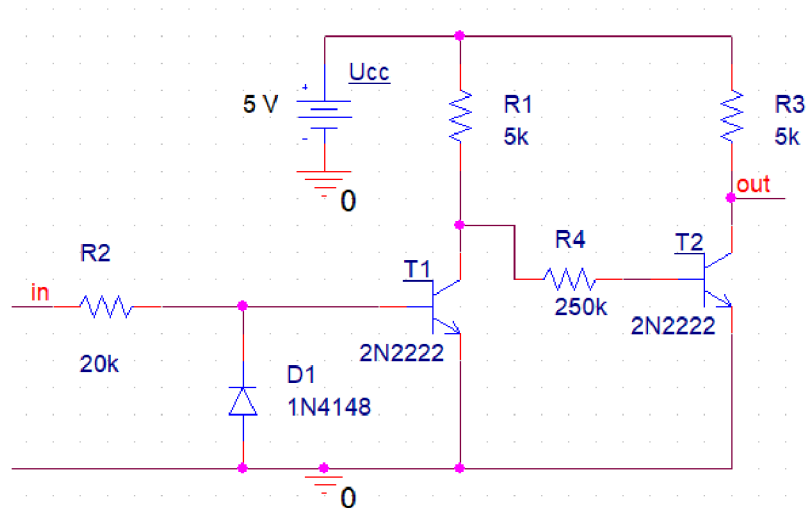 Ucc
+
5 V
-
0
R1
5k
R3
5k
out
R2
in
20k
T1
2N2222
R4
250k
T2
2N2222
D1
1N4148
0